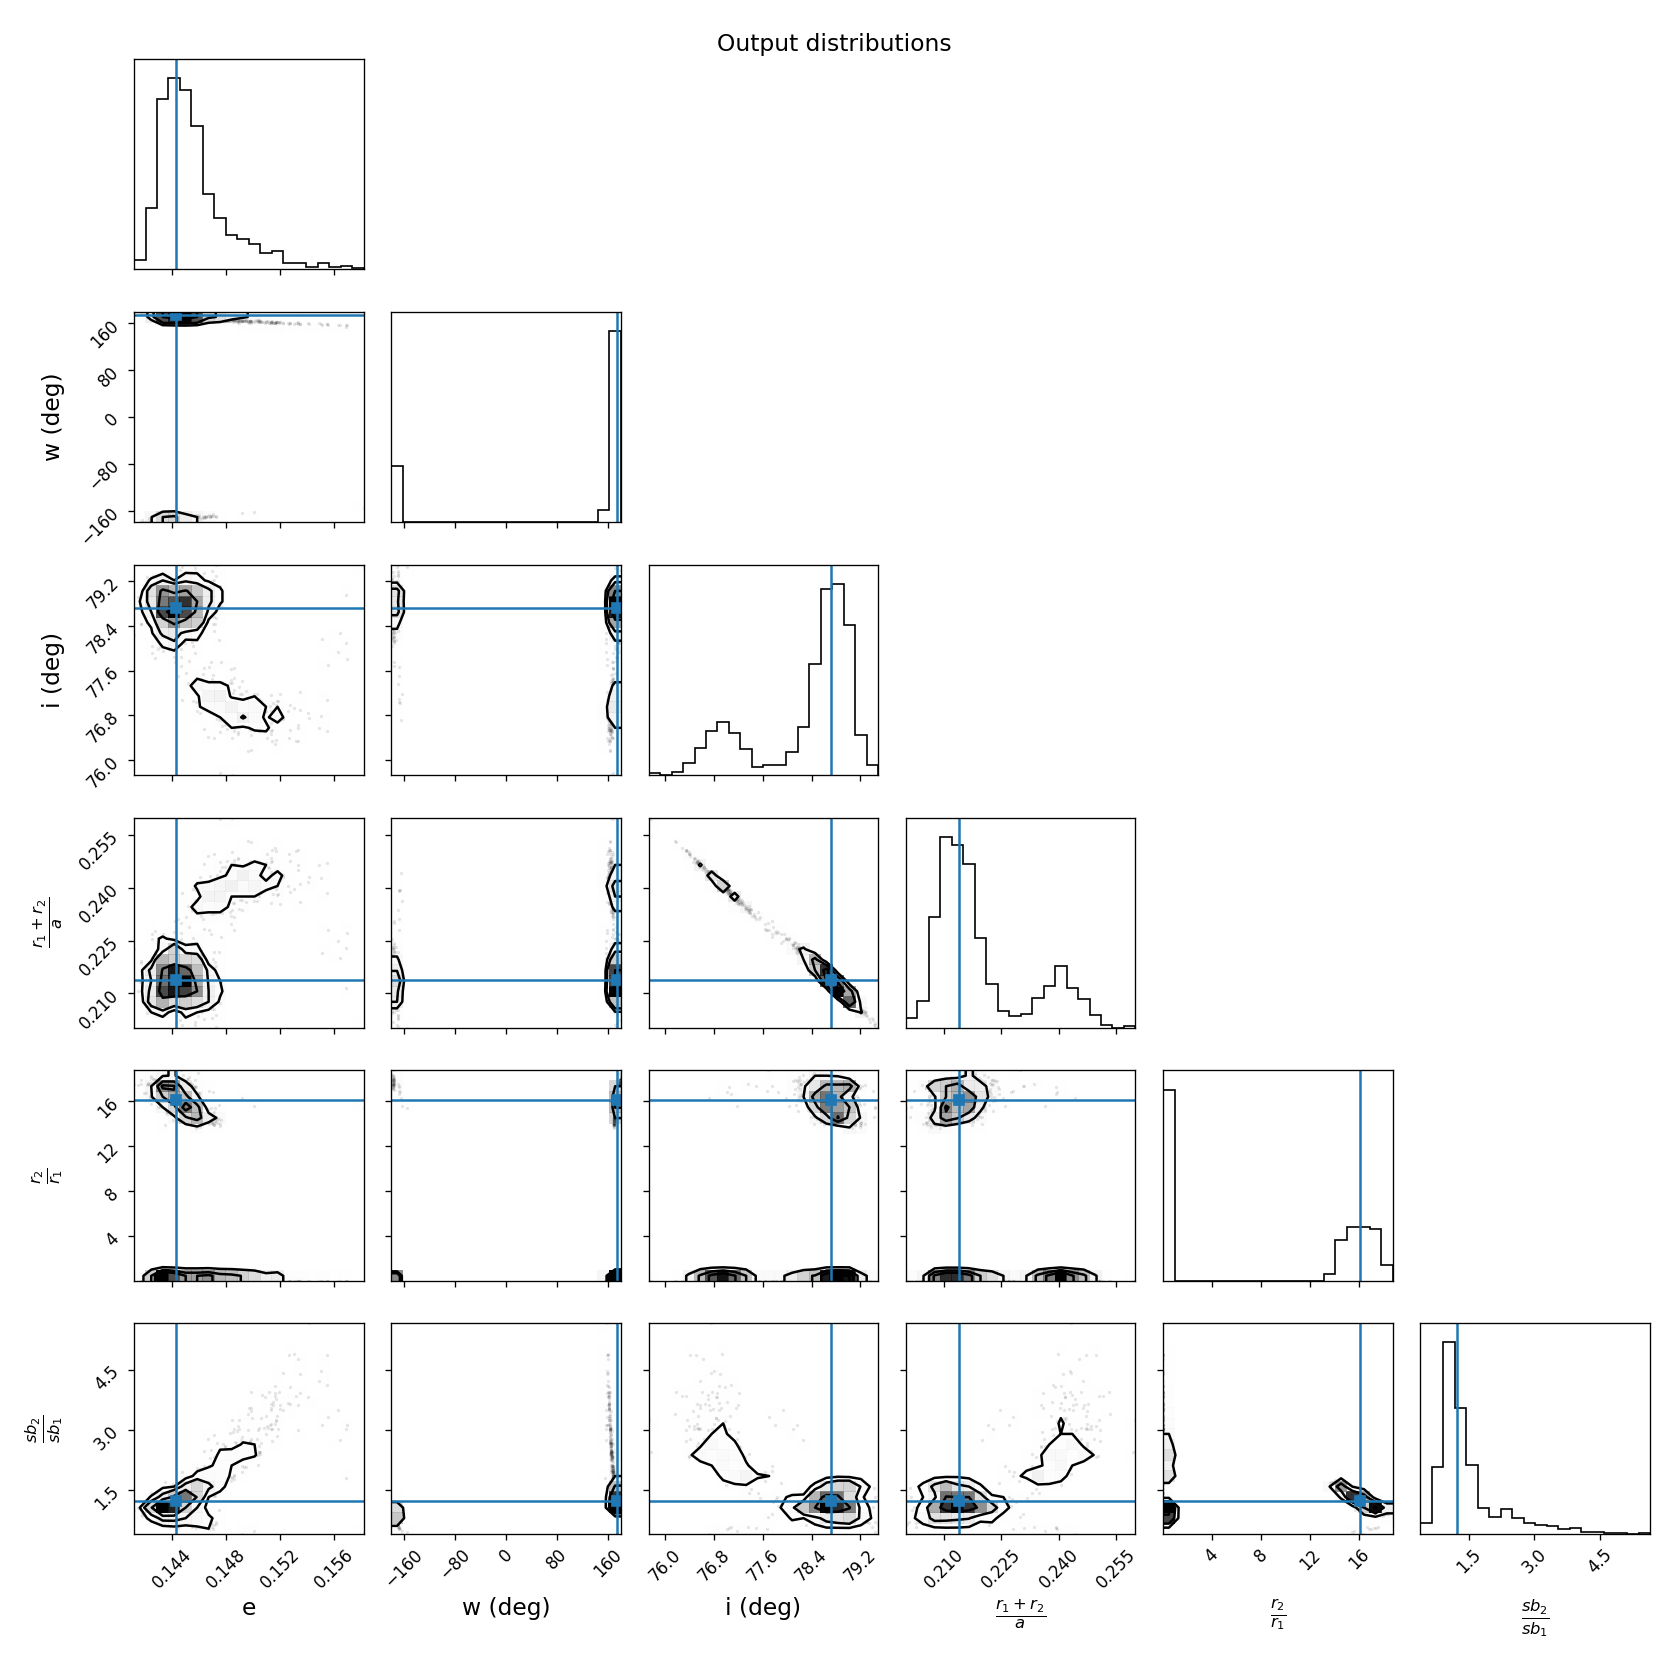 Output distributions
w (deg)
160
80
0
−80
−160
i (deg)
79.2
78.4
77.6
76.8
76.0
r₁ + r₂
a
0.255
0.240
0.225
0.210
r₂
r₁
16
12
8
4
sb₂
sb₁
4.5
3.0
1.5
0.144 0.148 0.152 0.156
−160 −80 0 80 160
76.0 76.8 77.6 78.4 79.2
0.210 0.225 0.240 0.255
4 8 12 16
1.5 3.0 4.5
e
w (deg)
i (deg)
r₁ + r₂
a
r₂
r₁
sb₂
sb₁